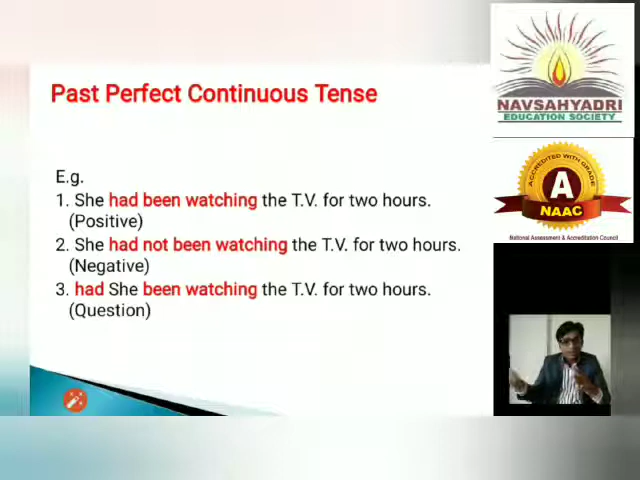 Past Perfect Continuous Tense
E.g.
1. She had been watching the T.V. for two hours.
(Positive)
2. She had not been watching the T.V. for two hours.
(Negative)
3. had She been watching the T.V. for two hours.
(Question)
NAVSAHYADRI
EDUCATION SOCIETY
ACCREDITED WITH GRADE
A
NAAC
National Assessment & Accreditation Council